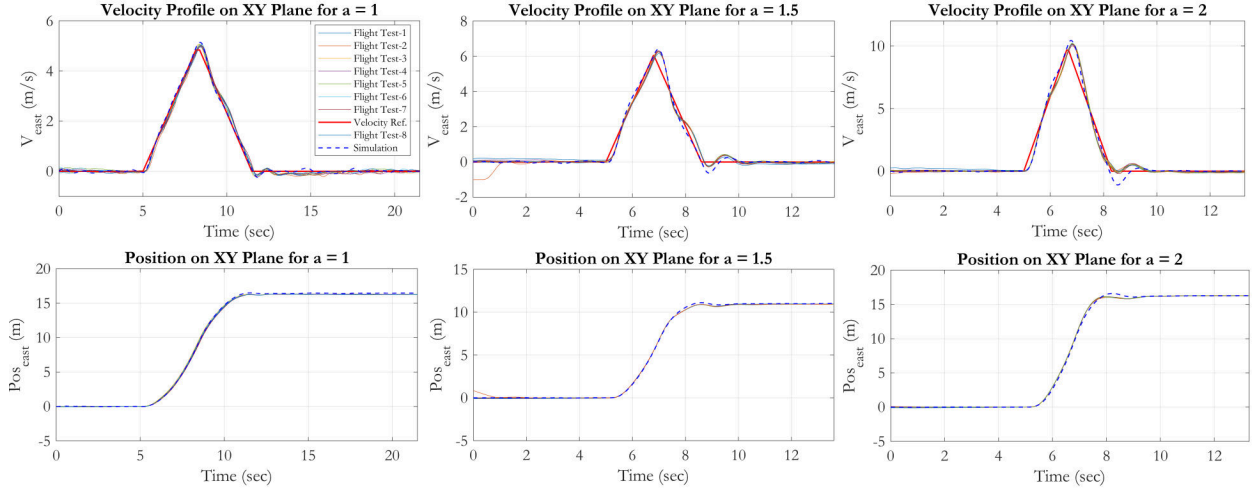 Velocity Profile on XY Plane for a = 1
V_east (m/s)
6
4
2
0
0 5 10 15 20
Time (sec)
Flight Test-1
Flight Test-2
Flight Test-3
Flight Test-4
Flight Test-5
Flight Test-6
Flight Test-7
Velocity Ref.
Flight Test-8
Simulation
Velocity Profile on XY Plane for a = 1.5
V_east (m/s)
8
6
4
2
0
-2
0 2 4 6 8 10 12
Time (sec)
Velocity Profile on XY Plane for a = 2
V_east (m/s)
10
5
0
0 2 4 6 8 10 12
Time (sec)
Position on XY Plane for a = 1
Pos_east (m)
20
15
10
5
0
-5
0 5 10 15 20
Time (sec)
Position on XY Plane for a = 1.5
Pos_east (m)
15
10
5
0
-5
0 2 4 6 8 10 12
Time (sec)
Position on XY Plane for a = 2
Pos_east (m)
20
15
10
5
0
-5
0 2 4 6 8 10 12
Time (sec)